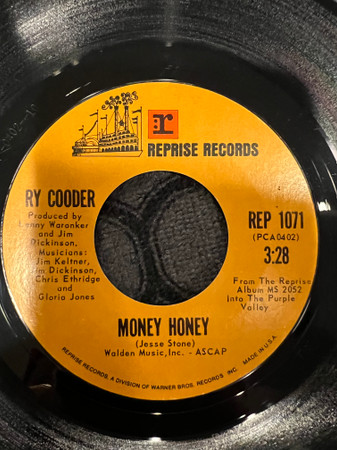 r
REPRISE RECORDS
RY COODER
Produced by
Lenny Waronker
and Jim
Dickinson,
Musicians:
Jim Keltner,
Jim Dickinson,
Chris Ethridge
and
Gloria Jones
REP 1071
(PCA0402)
3:28
From The Reprise
Album MS 2052
Into The Purple
Valley
MONEY HONEY
(Jesse Stone)
Walden Music, Inc. - ASCAP
REPRISE RECORDS, A DIVISION OF WARNER BROS. RECORDS INC. MADE IN U.S.A.